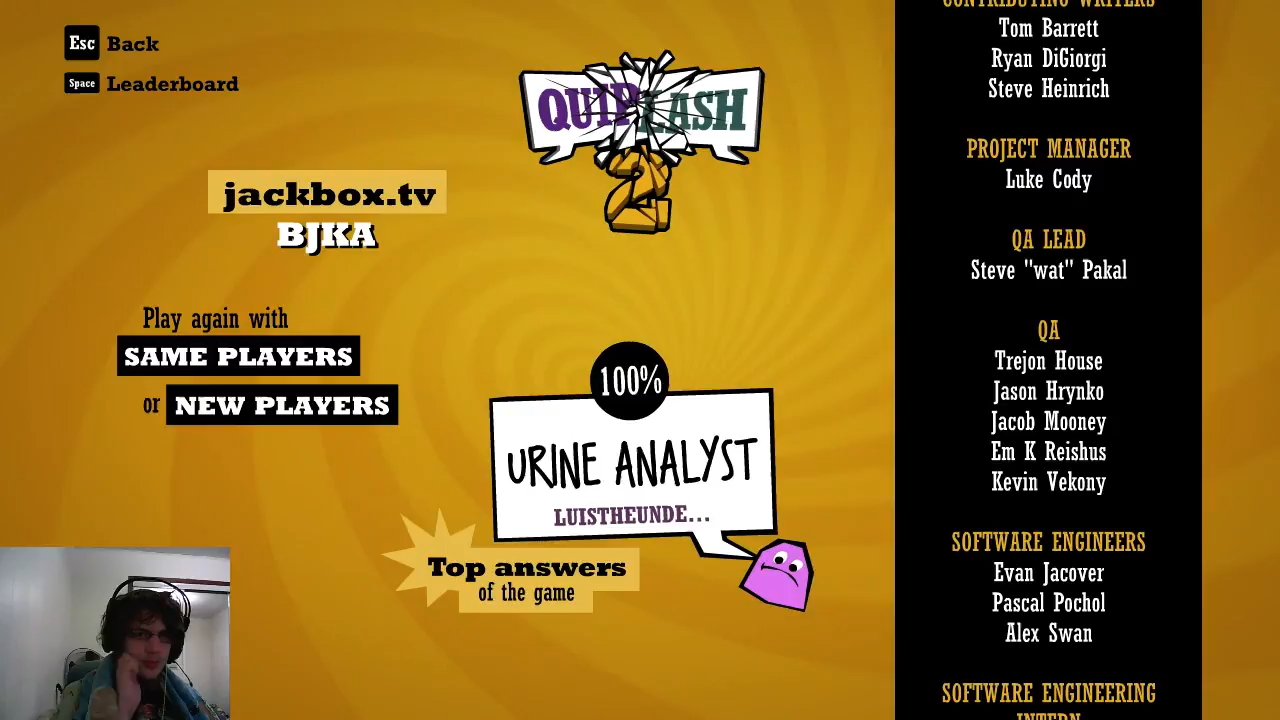 Esc Back
Space Leaderboard
QUIPLASH
2
jackbox.tv
BJKA
Play again with
SAME PLAYERS
or NEW PLAYERS
100%
URINE ANALYST
LUISTHEUNDE...
Top answers
of the game
CONTRIBUTING WRITERS
Tom Barrett
Ryan DiGiorgi
Steve Heinrich
PROJECT MANAGER
Luke Cody
QA LEAD
Steve "wat" Pakal
QA
Trejon House
Jason Hrynko
Jacob Mooney
Em K Reishus
Kevin Vekony
SOFTWARE ENGINEERS
Evan Jacover
Pascal Pochol
Alex Swan
SOFTWARE ENGINEERING
INTERN